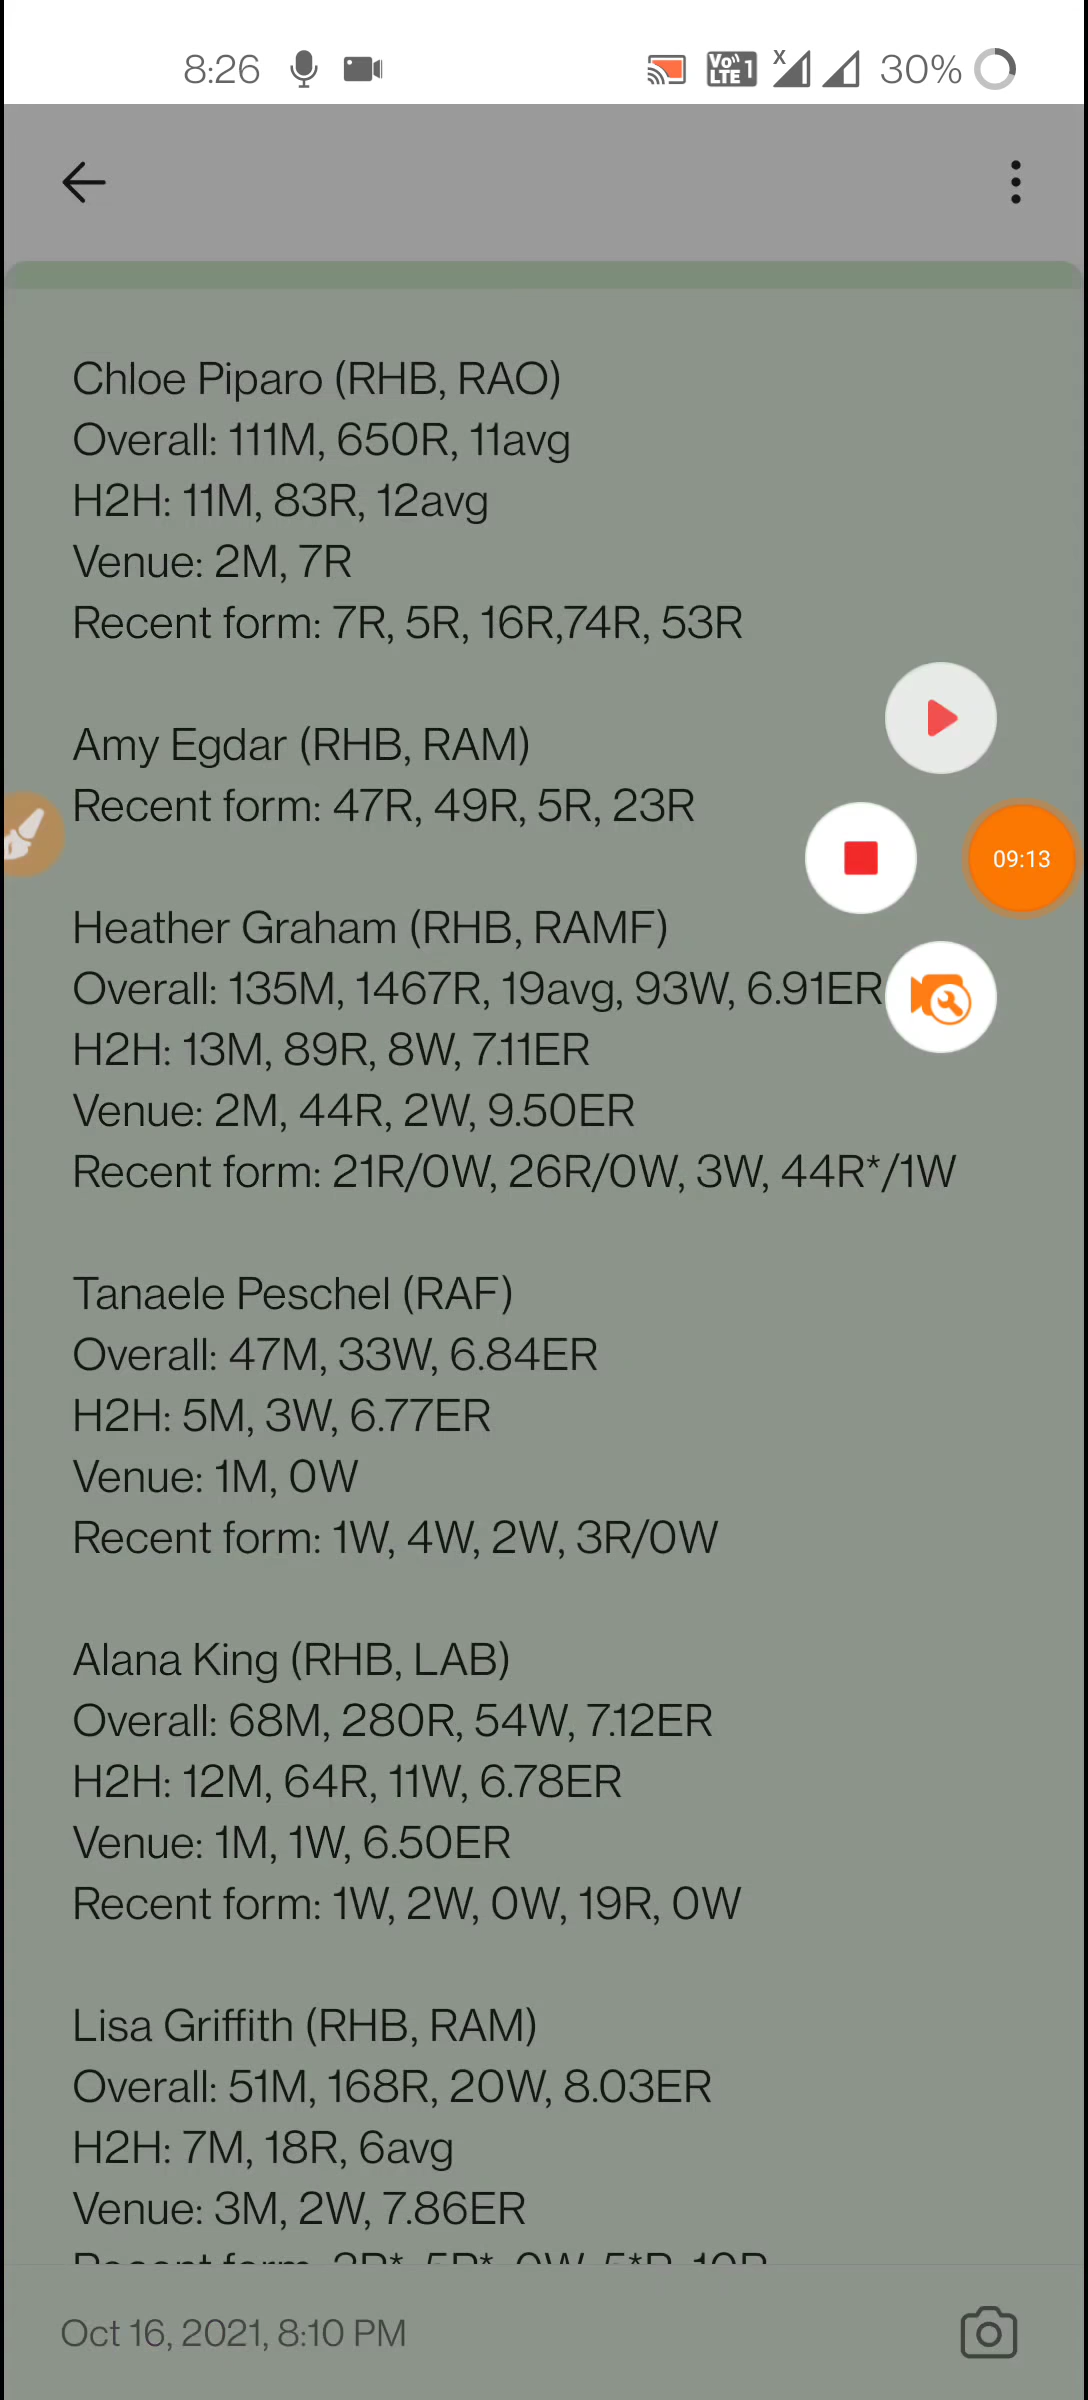 8:26
Vo)) LTE 1
x
30%
Chloe Piparo (RHB, RAO)
Overall: 111M, 650R, 11avg
H2H: 11M, 83R, 12avg
Venue: 2M, 7R
Recent form: 7R, 5R, 16R,74R, 53R
Amy Egdar (RHB, RAM)
Recent form: 47R, 49R, 5R, 23R
09:13
Heather Graham (RHB, RAMF)
Overall: 135M, 1467R, 19avg, 93W, 6.91ER
H2H: 13M, 89R, 8W, 7.11ER
Venue: 2M, 44R, 2W, 9.50ER
Recent form: 21R/0W, 26R/0W, 3W, 44R*/1W
Tanaele Peschel (RAF)
Overall: 47M, 33W, 6.84ER
H2H: 5M, 3W, 6.77ER
Venue: 1M, 0W
Recent form: 1W, 4W, 2W, 3R/0W
Alana King (RHB, LAB)
Overall: 68M, 280R, 54W, 7.12ER
H2H: 12M, 64R, 11W, 6.78ER
Venue: 1M, 1W, 6.50ER
Recent form: 1W, 2W, 0W, 19R, 0W
Lisa Griffith (RHB, RAM)
Overall: 51M, 168R, 20W, 8.03ER
H2H: 7M, 18R, 6avg
Venue: 3M, 2W, 7.86ER
Recent form:
Oct 16, 2021, 8:10 PM